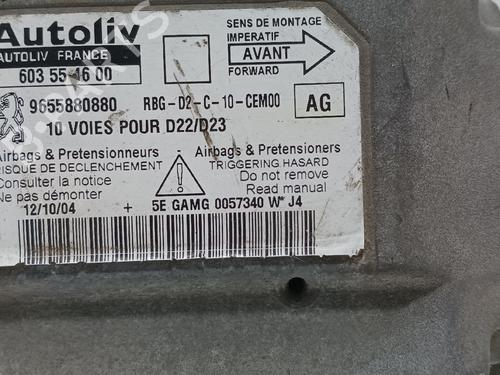 Autoliv
AUTOLIV FRANCE
603 55 46 00
SENS DE MONTAGE
IMPERATIF
AVANT
FORWARD
9655880880 RBG-D2-C-10-CEM00 AG
10 VOIES POUR D22/D23
Airbags & Pretensionneurs - Airbags & Pretensioners
RISQUE DE DECLENCHEMENT TRIGGERING HASARD
Consulter la notice Do not remove
Ne pas démonter Read manual
12/10/04 + 5E GAMG 0057340 W* J4